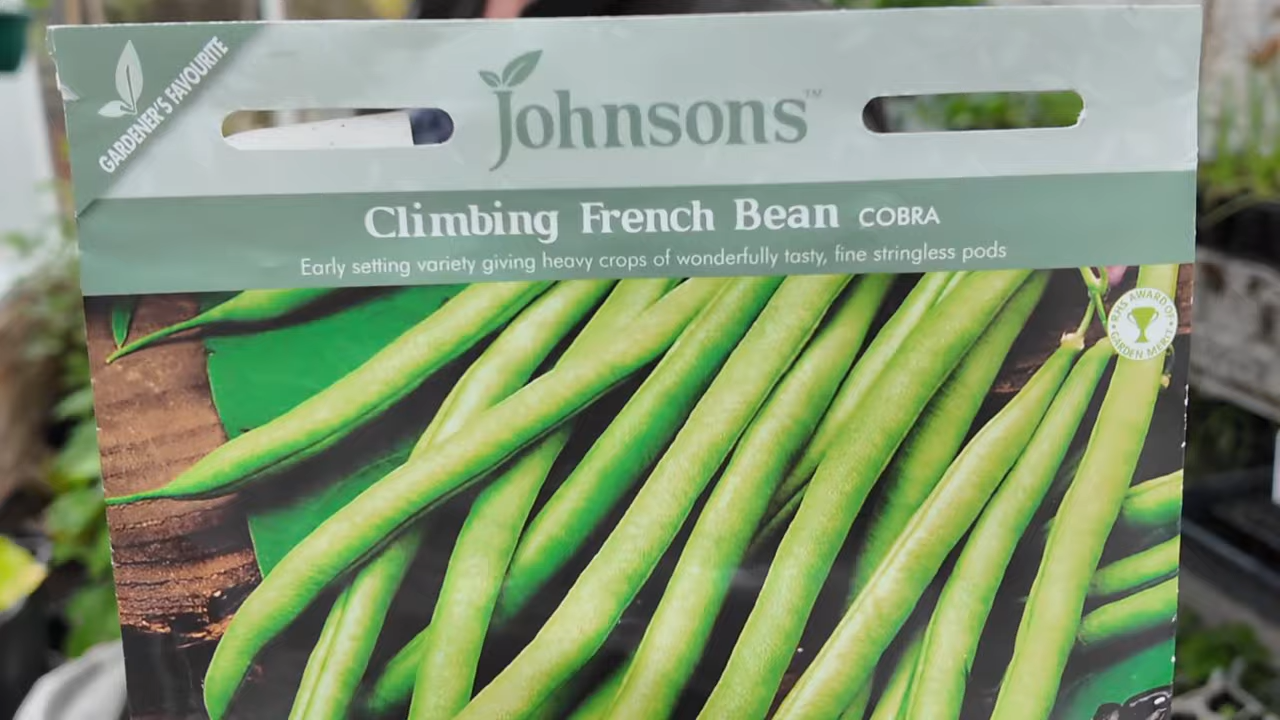 GARDENER'S FAVOURITE
Johnsons™
Climbing French Bean COBRA
Early setting variety giving heavy crops of wonderfully tasty, fine stringless pods
RHS AWARD OF
GARDEN MERIT